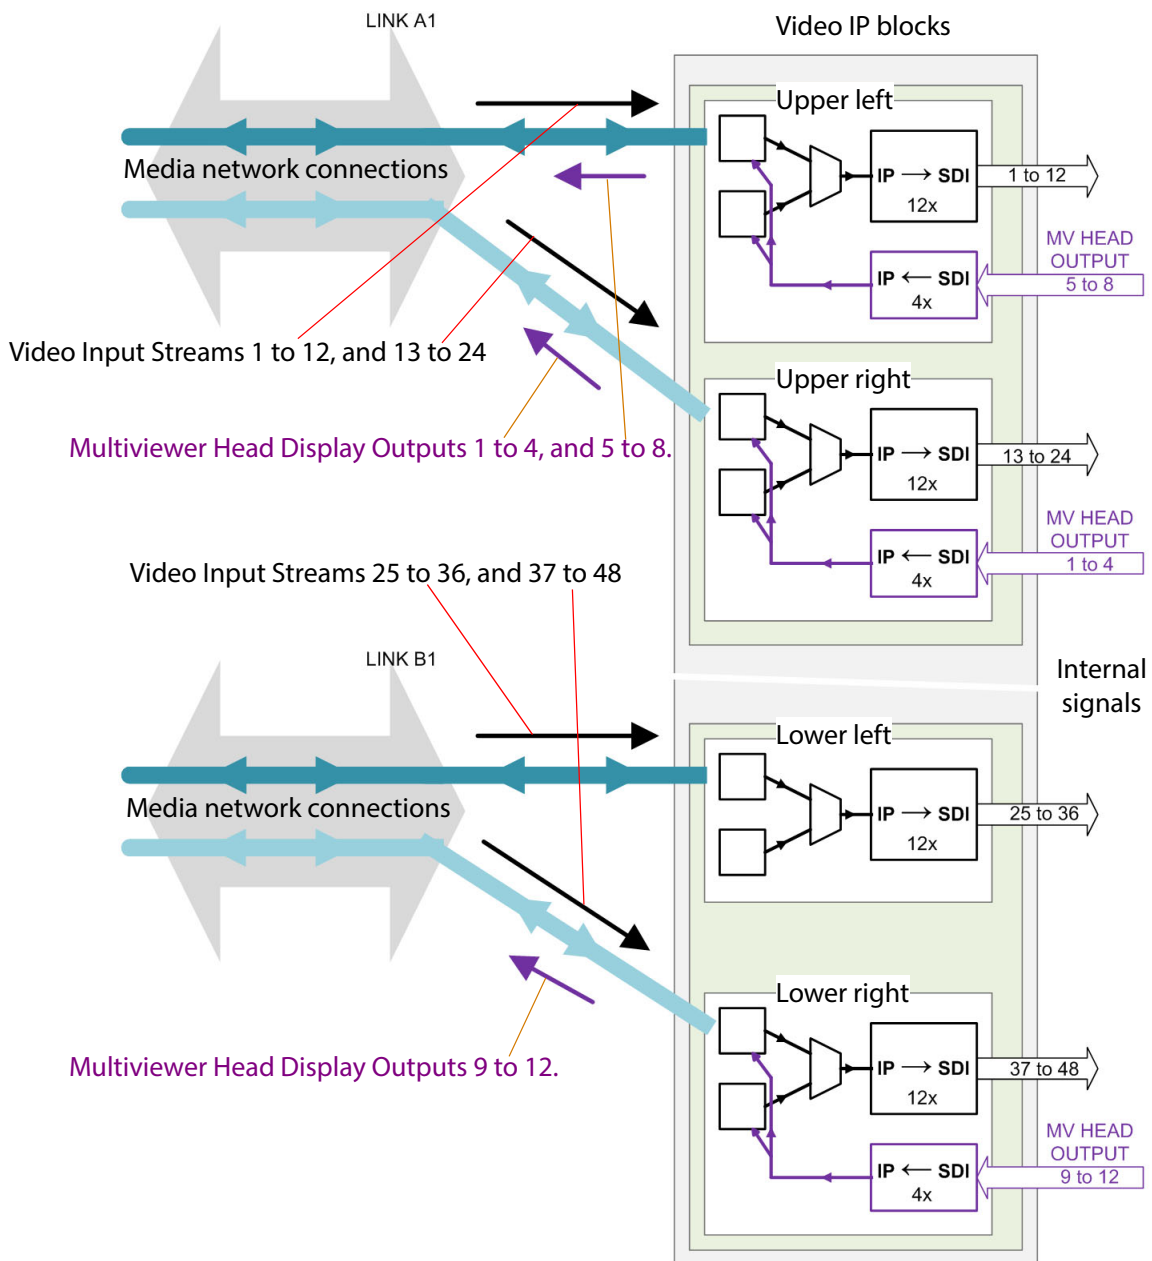 LINK A1
Video IP blocks
Upper left
Media network connections
IP → SDI
12x
1 to 12
MV HEAD
OUTPUT
5 to 8
IP ← SDI
4x
Video Input Streams 1 to 12, and 13 to 24
Upper right
Multiviewer Head Display Outputs 1 to 4, and 5 to 8.
IP → SDI
12x
13 to 24
MV HEAD
OUTPUT
1 to 4
IP ← SDI
4x
Video Input Streams 25 to 36, and 37 to 48
LINK B1
Internal
signals
Lower left
Media network connections
IP → SDI
12x
25 to 36
Lower right
Multiviewer Head Display Outputs 9 to 12.
IP → SDI
12x
37 to 48
MV HEAD
OUTPUT
9 to 12
IP ← SDI
4x